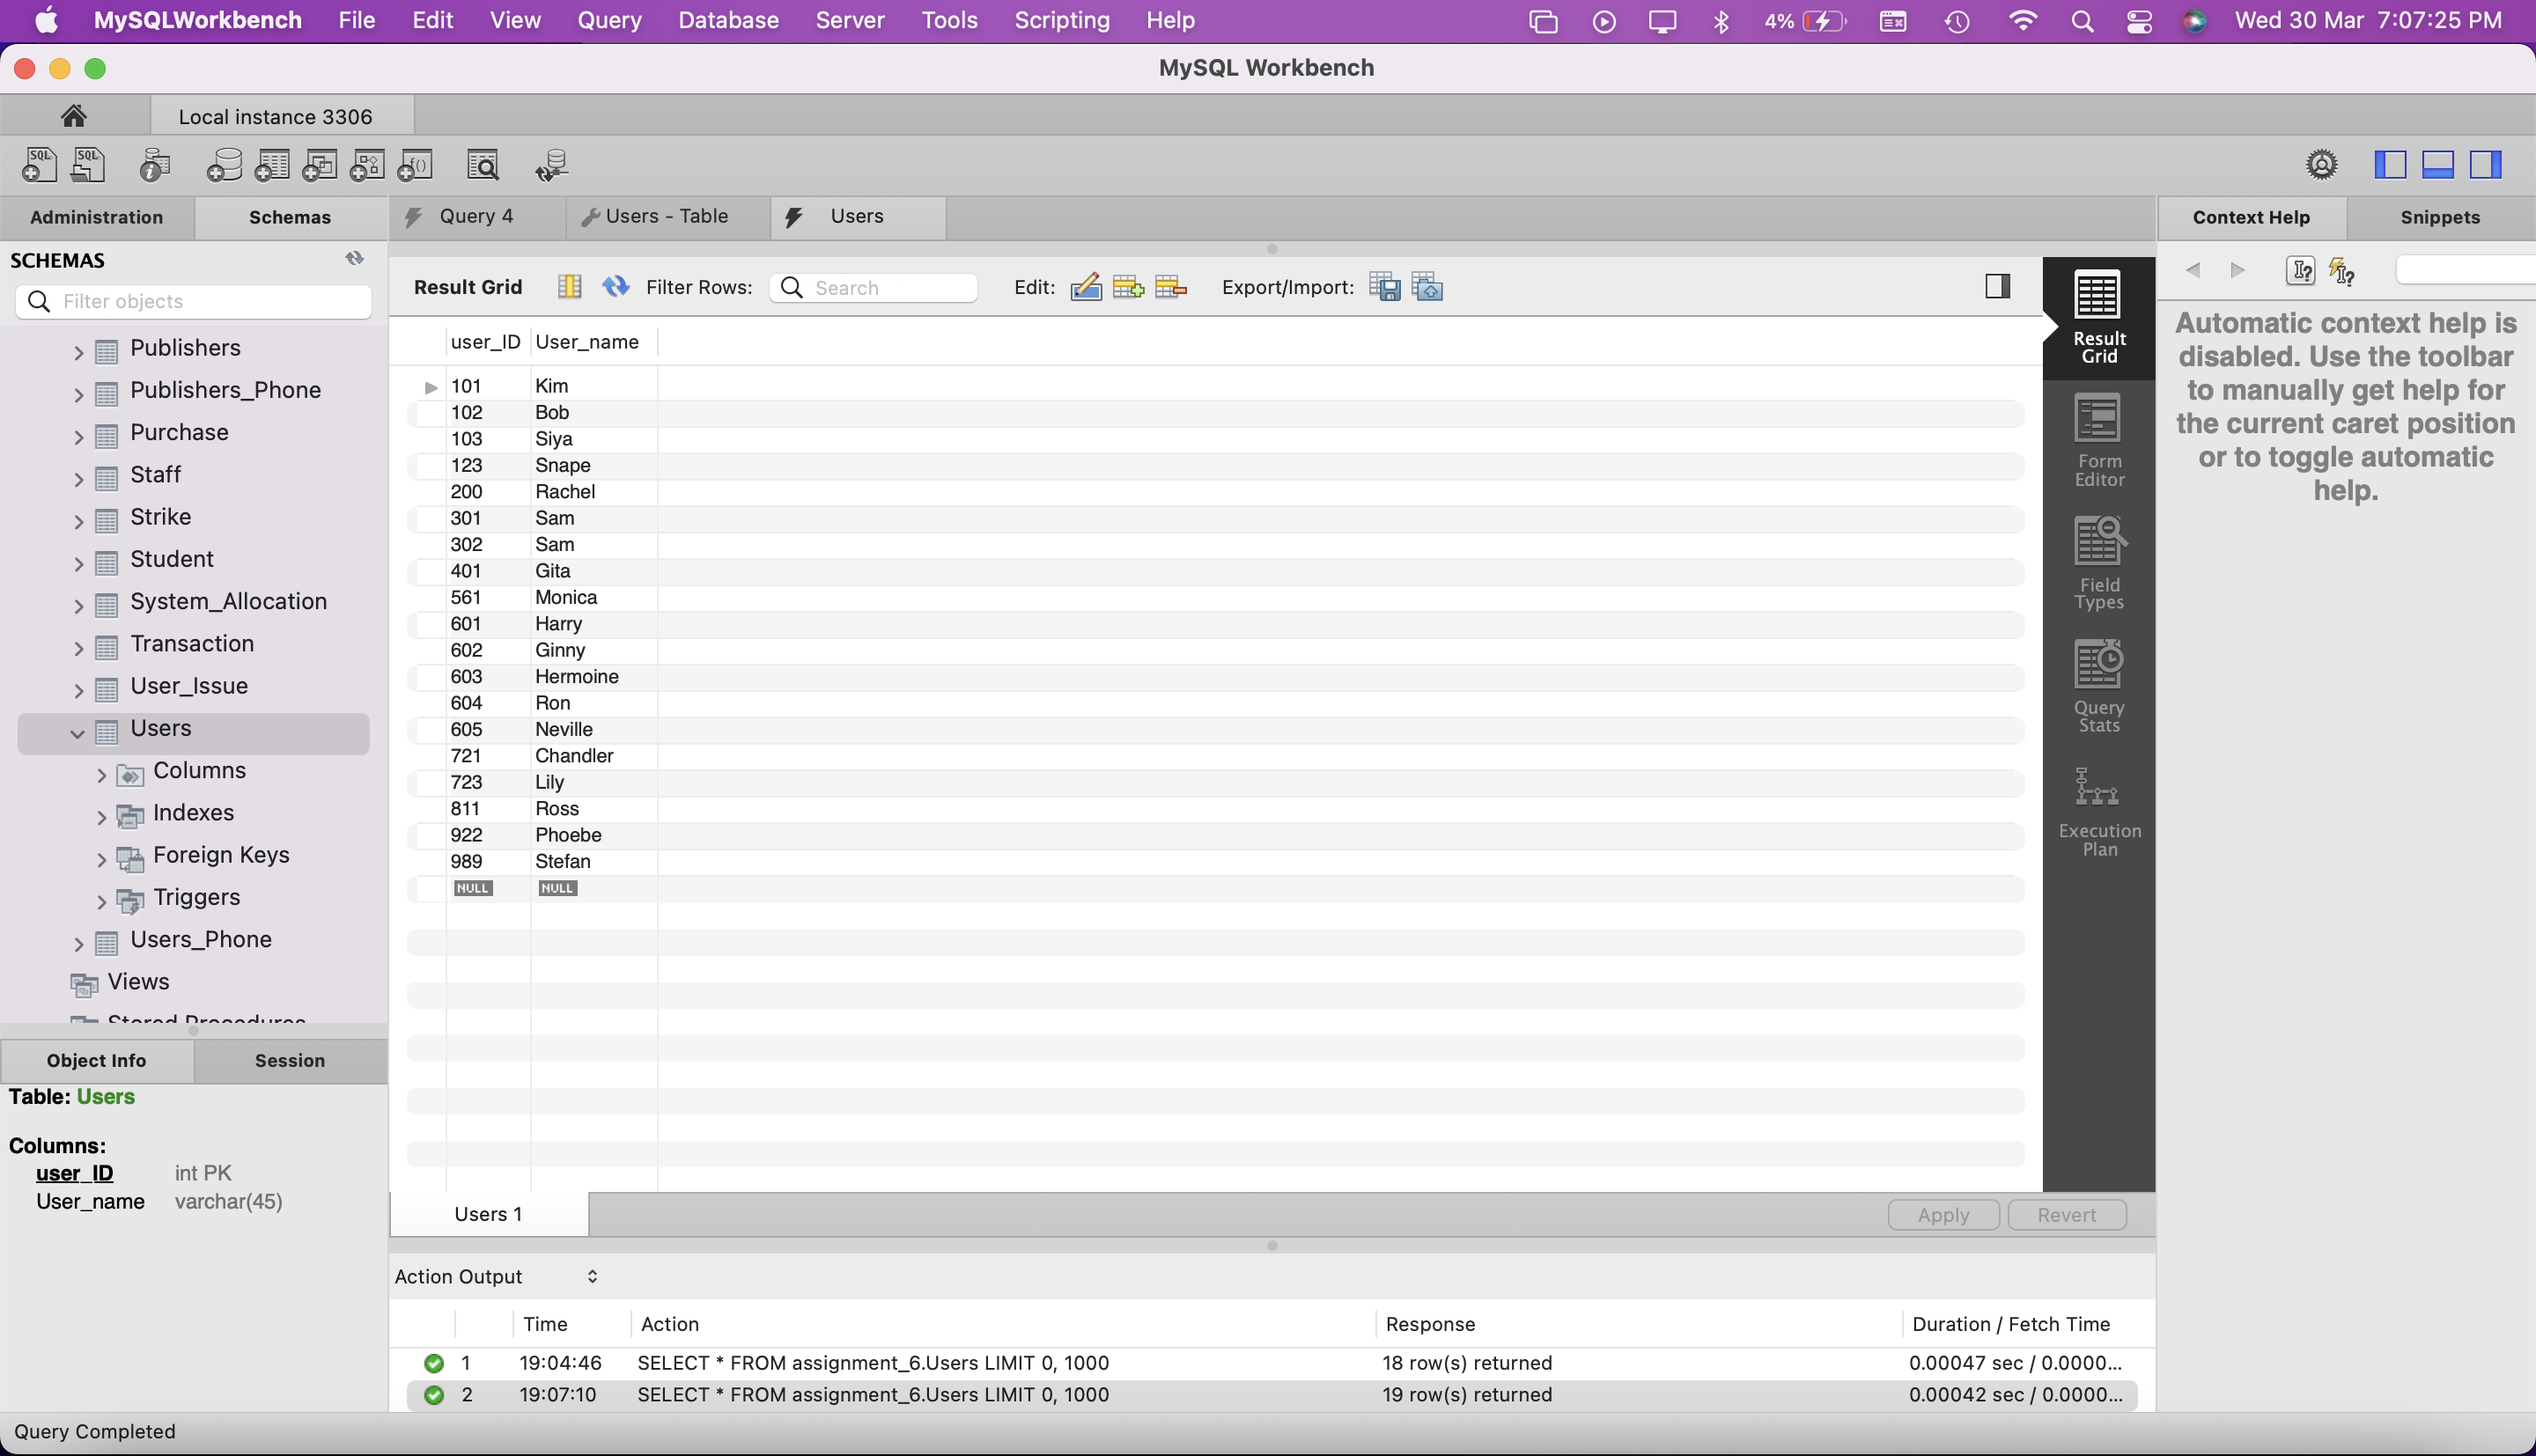 MySQLWorkbench File Edit View Query Database Server Tools Scripting Help 4% Wed 30 Mar 7:07:25 PM
MySQL Workbench
Local instance 3306
SQL SQL
Administration Schemas Query 4 Users - Table Users Context Help Snippets
SCHEMAS
Filter objects
Publishers
Publishers_Phone
Purchase
Staff
Strike
Student
System_Allocation
Transaction
User_Issue
Users
Columns
Indexes
Foreign Keys
Triggers
Users_Phone
Views
Stored Procedures
Object Info Session
Table: Users
Columns:
user_ID int PK
User_name varchar(45)
Result Grid Filter Rows: Search Edit: Export/Import:
user_ID User_name
101 Kim
102 Bob
103 Siya
123 Snape
200 Rachel
301 Sam
302 Sam
401 Gita
561 Monica
601 Harry
602 Ginny
603 Hermoine
604 Ron
605 Neville
721 Chandler
723 Lily
811 Ross
922 Phoebe
989 Stefan
NULL NULL
Result
Grid
Form
Editor
Field
Types
Query
Stats
Execution
Plan
Automatic context help is
disabled. Use the toolbar
to manually get help for
the current caret position
or to toggle automatic
help.
Users 1 Apply Revert
Action Output
Time Action Response Duration / Fetch Time
1 19:04:46 SELECT * FROM assignment_6.Users LIMIT 0, 1000 18 row(s) returned 0.00047 sec / 0.0000...
2 19:07:10 SELECT * FROM assignment_6.Users LIMIT 0, 1000 19 row(s) returned 0.00042 sec / 0.0000...
Query Completed